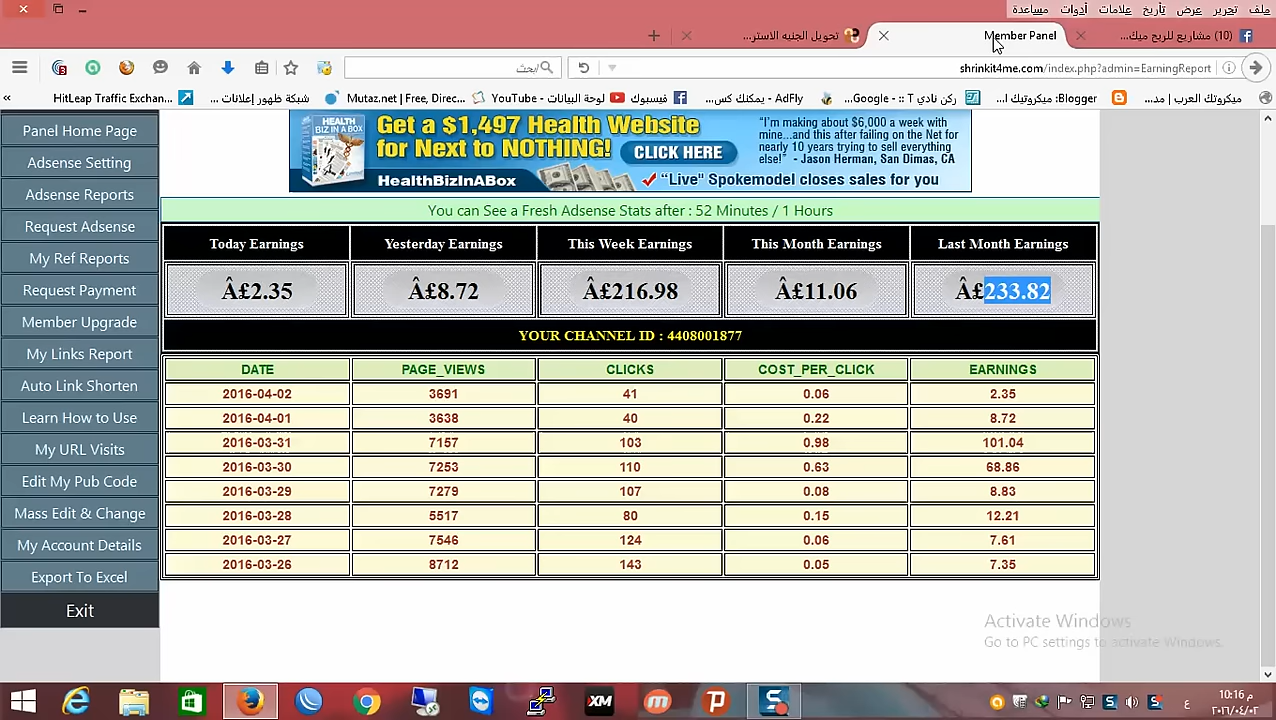 ملف تحرير عرض تأريخ علامات أدوات مساعدة
(10) مشاريع للربح ميك...
Member Panel
تحويل الجنيه الاستر...
shrinkit4me.com/index.php?admin=EarningReport
ابحث
ميكروتك العرب | مد...
Blogger: ميكروتيك ا...
ركن نادي T :: - Google...
AdFly - يمكنك كس...
فيسبوك
لوحة البيانات - YouTube
Mutaz.net | Free, Direc...
شبكة ظهور إعلانات ...
HitLeap Traffic Exchan...
Panel Home Page
Adsense Setting
Adsense Reports
Request Adsense
My Ref Reports
Request Payment
Member Upgrade
My Links Report
Auto Link Shorten
Learn How to Use
My URL Visits
Edit My Pub Code
Mass Edit & Change
My Account Details
Export To Excel
Exit
HEALTH BIZ IN A BOX
Get a $1,497 Health Website
for Next to NOTHING!
CLICK HERE
HealthBizInABox
“I'm making about $6,000 a week with
mine...and this after failing on the Net for
nearly 10 years trying to sell everything
else!” - Jason Herman, San Dimas, CA
“Live” Spokemodel closes sales for you
You can See a Fresh Adsense Stats after : 52 Minutes / 1 Hours
Today Earnings Yesterday Earnings This Week Earnings This Month Earnings Last Month Earnings
Â£2.35 Â£8.72 Â£216.98 Â£11.06 Â£233.82
YOUR CHANNEL ID : 4408001877
DATE PAGE_VIEWS CLICKS COST_PER_CLICK EARNINGS
2016-04-02 3691 41 0.06 2.35
2016-04-01 3638 40 0.22 8.72
2016-03-31 7157 103 0.98 101.04
2016-03-30 7253 110 0.63 68.86
2016-03-29 7279 107 0.08 8.83
2016-03-28 5517 80 0.15 12.21
2016-03-27 7546 124 0.06 7.61
2016-03-26 8712 143 0.05 7.35
Activate Windows
Go to PC settings to activate Windows.
XM
ع
10:16 م
٢٠١٦/٠٤/٠٢